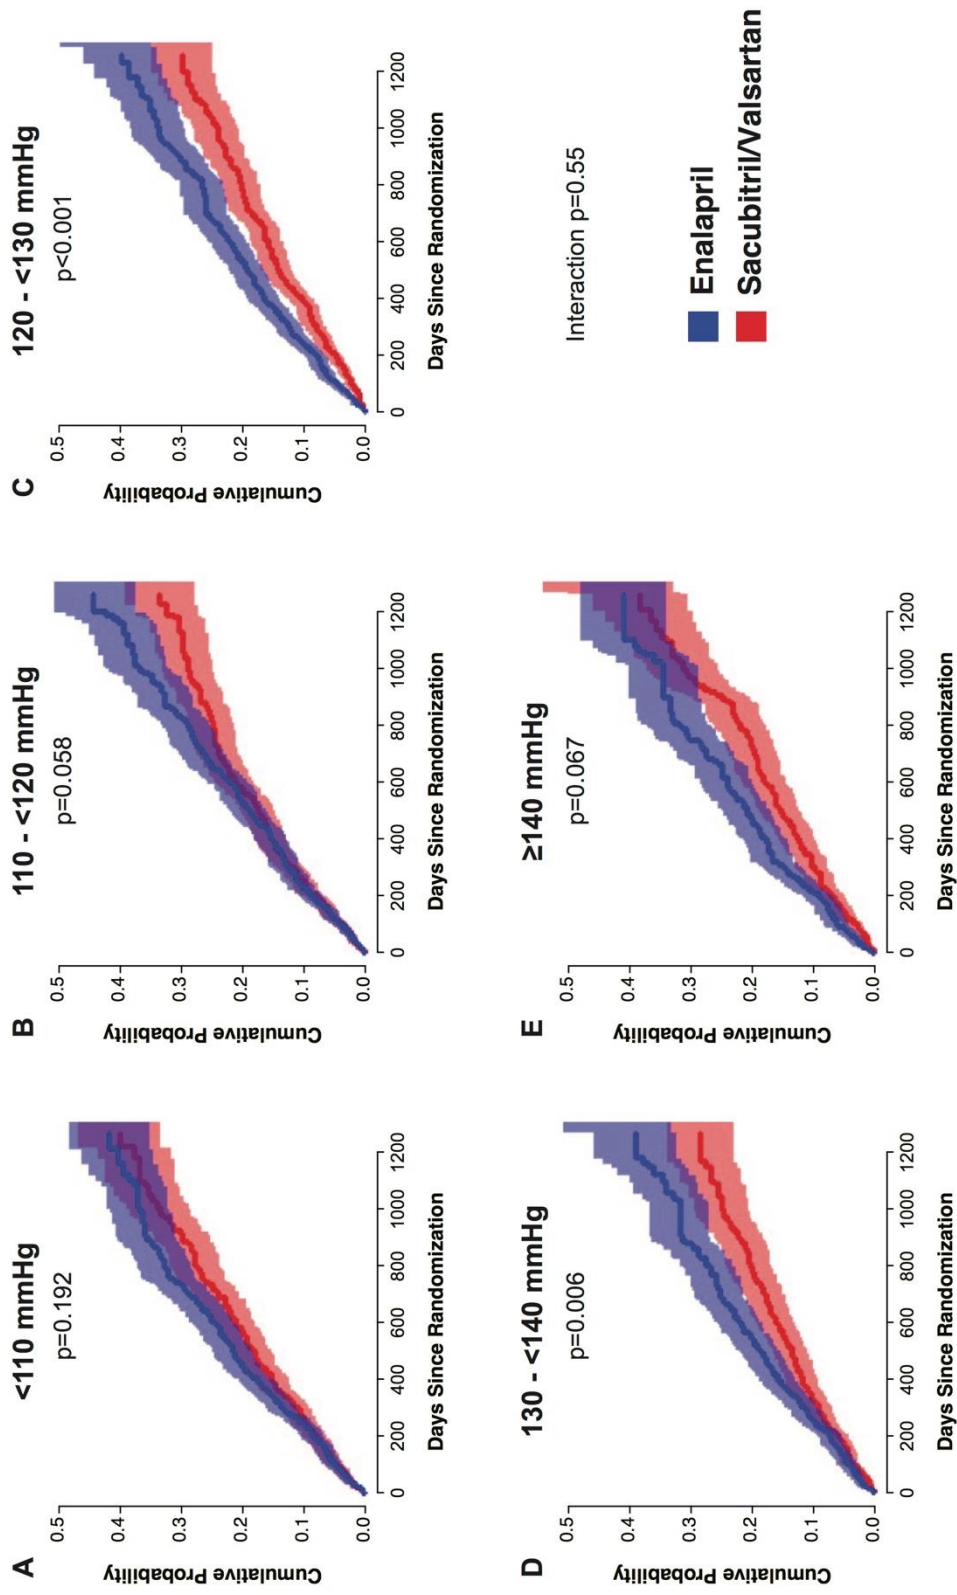 A
<110 mmHg
p=0.192
Cumulative Probability
0.5
0.4
0.3
0.2
0.1
0.0
0 200 400 600 800 1000 1200
Days Since Randomization
B
110 - <120 mmHg
p=0.058
Cumulative Probability
0.5
0.4
0.3
0.2
0.1
0.0
0 200 400 600 800 1000 1200
Days Since Randomization
C
120 - <130 mmHg
p<0.001
Cumulative Probability
0.5
0.4
0.3
0.2
0.1
0.0
0 200 400 600 800 1000 1200
Days Since Randomization
D
130 - <140 mmHg
p=0.006
Cumulative Probability
0.5
0.4
0.3
0.2
0.1
0.0
0 200 400 600 800 1000 1200
Days Since Randomization
E
≥140 mmHg
p=0.067
Cumulative Probability
0.5
0.4
0.3
0.2
0.1
0.0
0 200 400 600 800 1000 1200
Days Since Randomization
Interaction p=0.55
Enalapril
Sacubitril/Valsartan